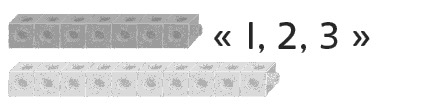 « 1, 2, 3 »